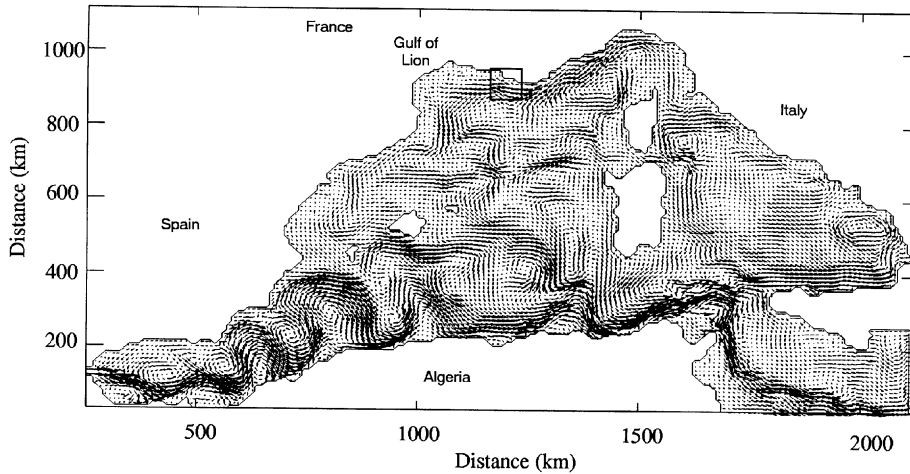 France
Gulf of
Lion
Italy
Spain
Algeria
1000
800
600
400
200
Distance (km)
500
1000
1500
2000
Distance (km)